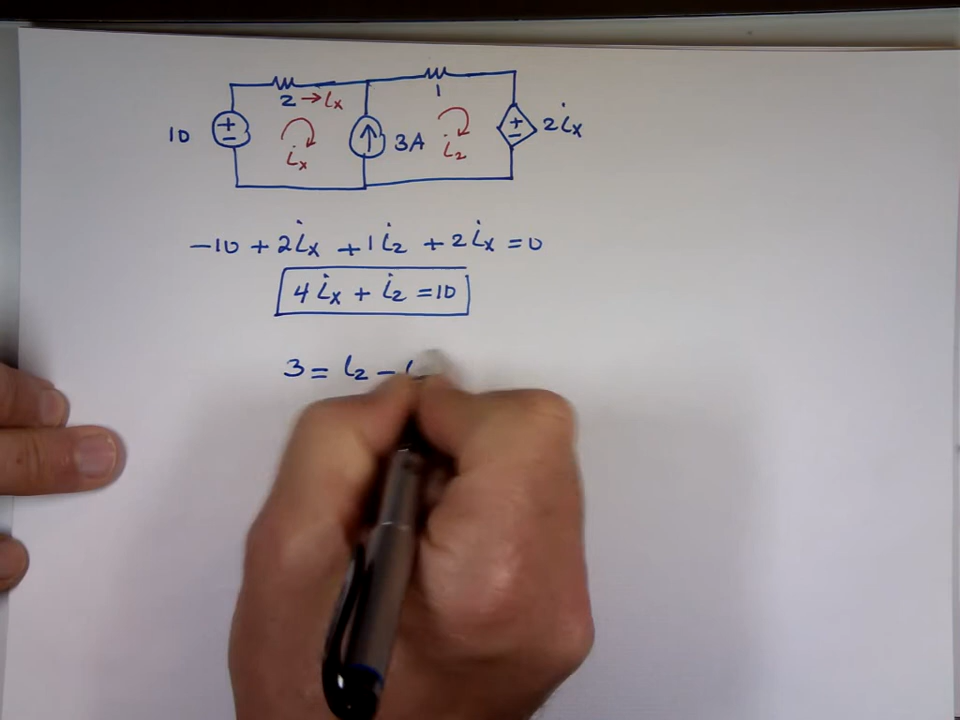 2 → ix
1
10
+
−
ix
3A
i2
+
−
2ix
−10 + 2ix + 1i2 + 2ix = 0
4ix + i2 = 10
3 = i2 −